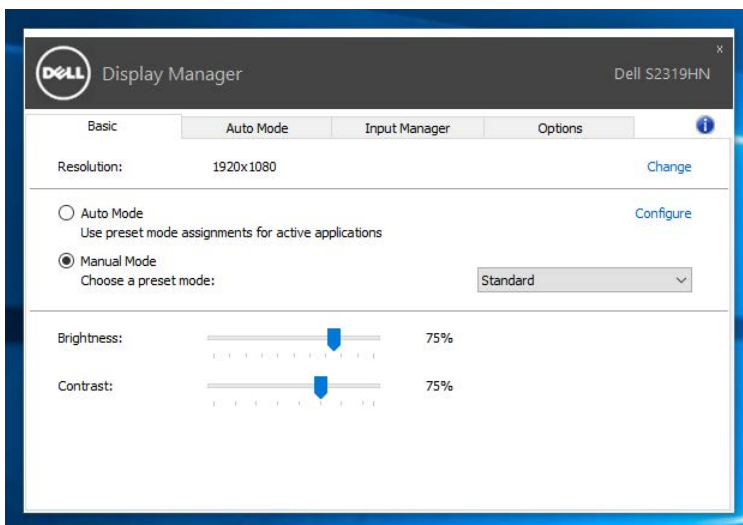 DELL Display Manager
x
Dell S2319HN
Basic Auto Mode Input Manager Options i
Resolution: 1920x1080 Change
Auto Mode Configure
Use preset mode assignments for active applications
Manual Mode
Choose a preset mode: Standard
Brightness: 75%
Contrast: 75%